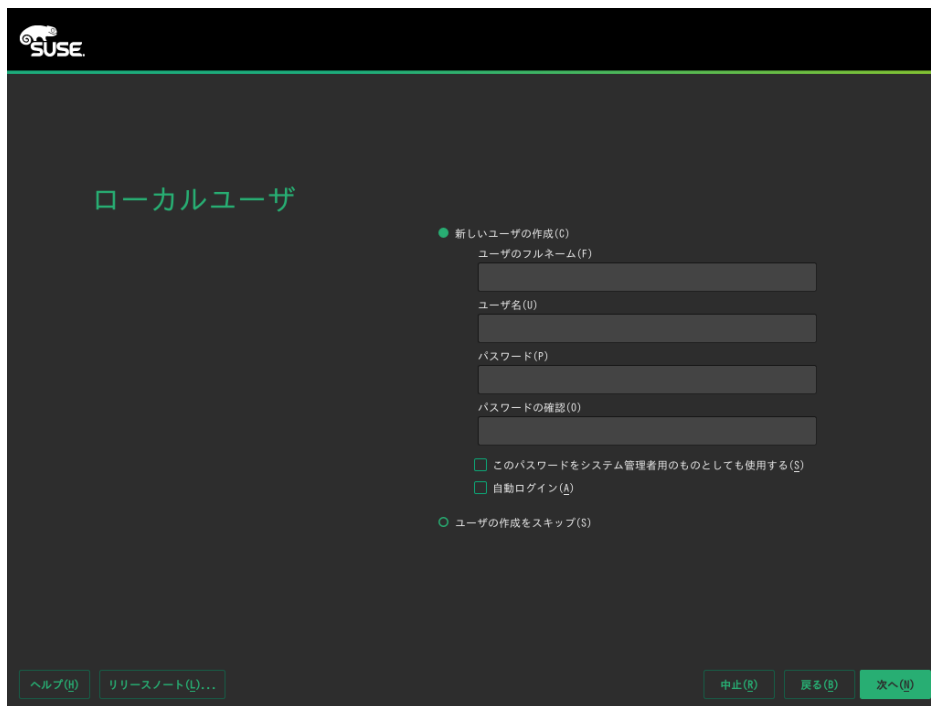 SUSE.
ローカルユーザ
新しいユーザの作成(C)
ユーザのフルネーム(F)
ユーザ名(U)
パスワード(P)
パスワードの確認(O)
このパスワードをシステム管理者用のものとしても使用する(S)
自動ログイン(A)
ユーザの作成をスキップ(S)
ヘルプ(H)
リリースノート(L)...
中止(R)
戻る(B)
次へ(N)